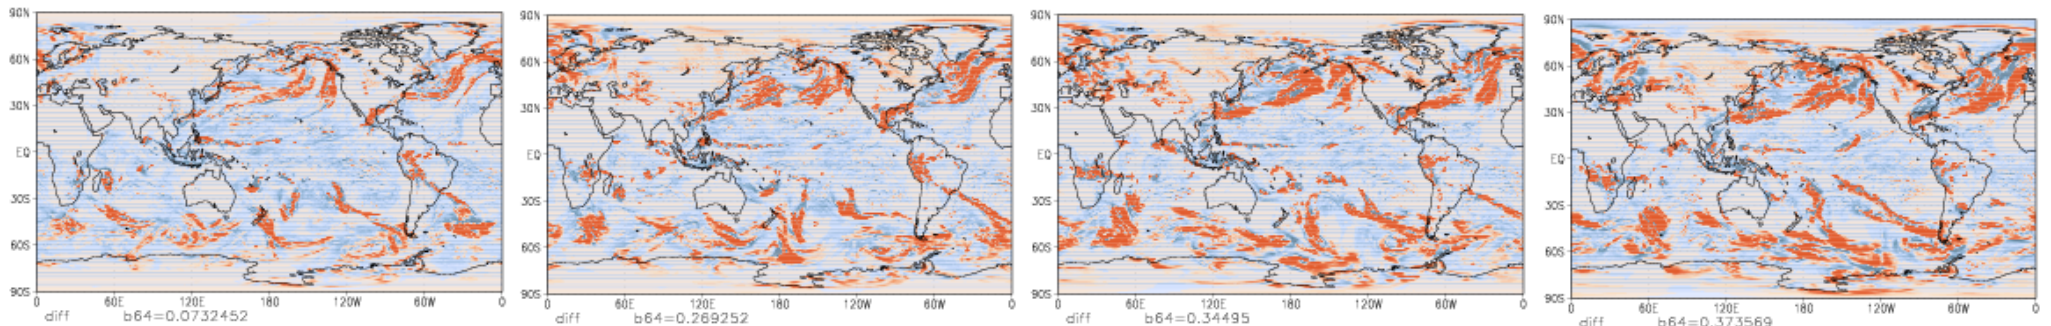 90N 90N 90N 90N
60N 60N 60N 60N
30N 30N 30N 30N
EQ EQ EQ EQ
30S 30S 30S 30S
60S 60S 60S 60S
90S 90S 90S 90S
0 60E 120E 180 120W 60W 0 60E 120E 180 120W 60W 0 0 60E 120E 180 120W 60W 0 0 60E 120E 180 120W 60W 0
diff b64=0.0732452 diff b64=0.269252 diff b64=0.34495 diff b64=0.373569